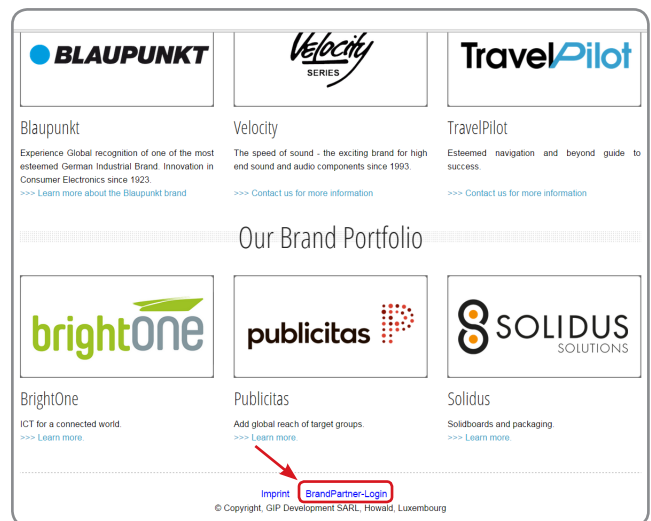 BLAUPUNKT
Velocity
SERIES
TravelPilot
Blaupunkt
Experience Global recognition of one of the most
esteemed German Industrial Brand. Innovation in
Consumer Electronics since 1923.
>>> Learn more about the Blaupunkt brand
Velocity
The speed of sound - the exciting brand for high
end sound and audio components since 1993.
>>> Contact us for more information
TravelPilot
Esteemed navigation and beyond guide to
success.
>>> Contact us for more information
Our Brand Portfolio
brightone
publicitas
SOLIDUS
SOLUTIONS
BrightOne
ICT for a connected world.
>>> Learn more.
Publicitas
Add global reach of target groups.
>>> Learn more.
Solidus
Solidboards and packaging.
>>> Learn more.
Imprint BrandPartner-Login
© Copyright, GIP Development SARL, Howald, Luxembourg